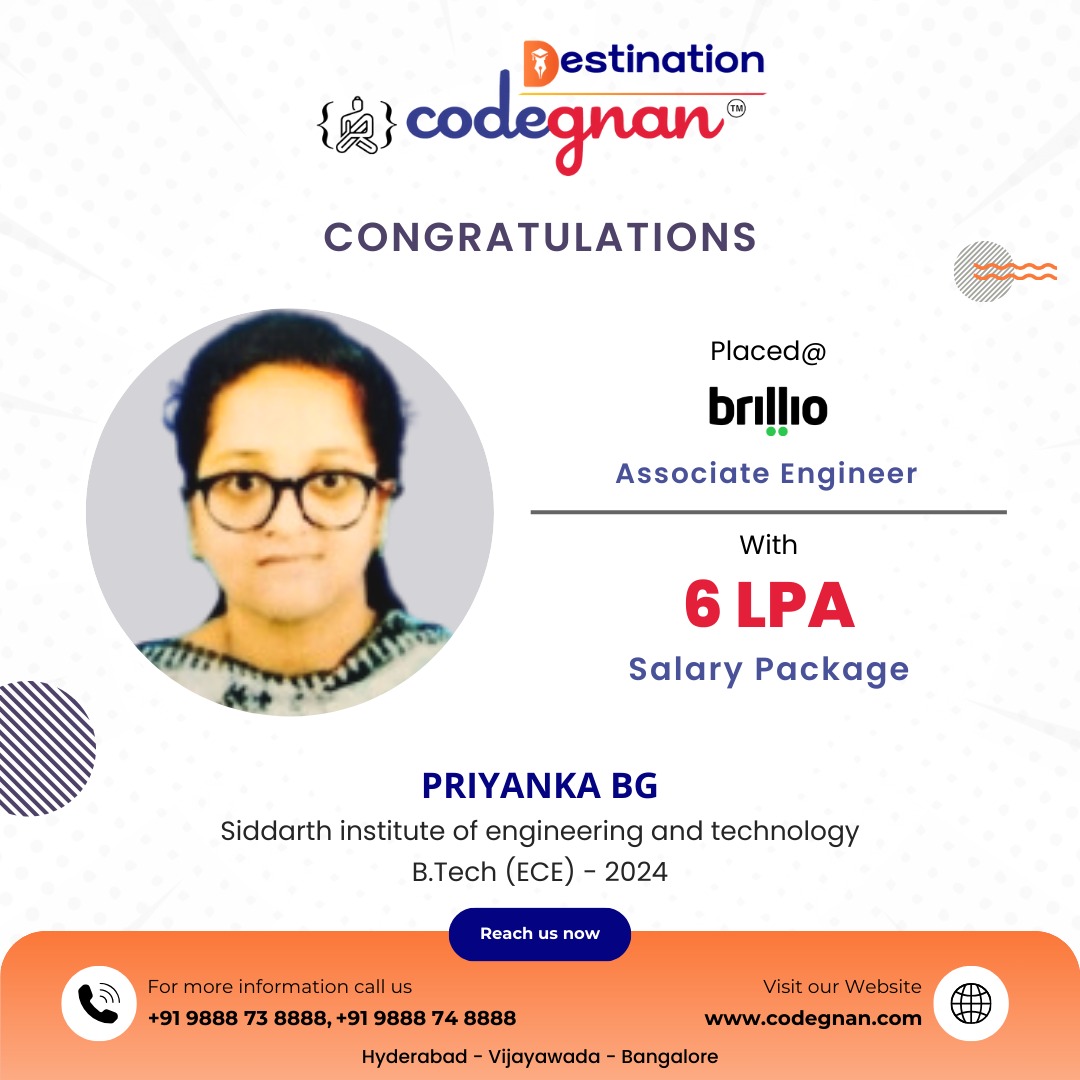 Destination
codegnan™
CONGRATULATIONS
Placed@
brillio
Associate Engineer
With
6 LPA
Salary Package
PRIYANKA BG
Siddarth institute of engineering and technology
B.Tech (ECE) - 2024
Reach us now
For more information call us
+91 9888 73 8888, +91 9888 74 8888
Visit our Website
www.codegnan.com
Hyderabad - Vijayawada - Bangalore